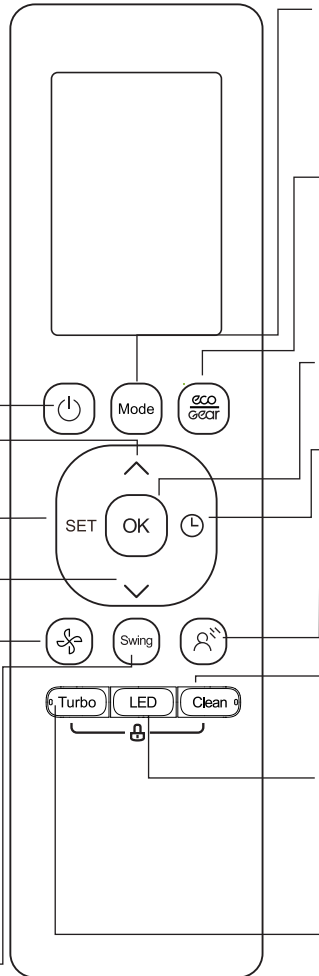 Mode
eco
Gear
SET
OK
Swing
Turbo
LED
Clean